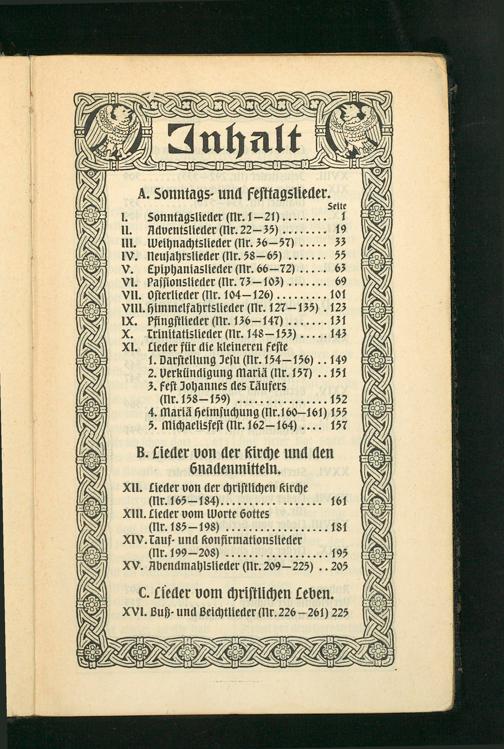 Inhalt
A. Sonntags- und Festtagslieder.
Seite
I. Sonntagslieder (Nr. 1—21) . . . . . . . 1
II. Adventslieder (Nr. 22—35) . . . . . . 19
III. Weihnachtslieder (Nr. 36—57) . . . . . 33
IV. Neujahrslieder (Nr. 58—65) . . . . . . 55
V. Epiphaniaslieder (Nr. 66—72) . . . . . 63
VI. Passionslieder (Nr. 73—103) . . . . . . 69
VII. Osterlieder (Nr. 104—126) . . . . . . . . 101
VIII. Himmelfahrtslieder (Nr. 127—135) . 123
IX. Pfingstlieder (Nr. 136—147) . . . . . . 131
X. Trinitatislieder (Nr. 148—153) . . . . . 143
XI. Lieder für die kleineren Feste
1. Darstellung Jesu (Nr. 154—156) . . 149
2. Verkündigung Mariä (Nr. 157) . . 151
3. Fest Johannes des Täufers
(Nr. 158—159) . . . . . . . . . . . . . . . . 152
4. Mariä Heimsuchung (Nr. 160—161) 155
5. Michaelisfest (Nr. 162—164) . . . . 157
B. Lieder von der Kirche und den
Gnadenmitteln.
XII. Lieder von der christlichen Kirche
(Nr. 165—184) . . . . . . . . . . . . . . . . 161
XIII. Lieder vom Worte Gottes
(Nr. 185—198) . . . . . . . . . . . . . . . . 181
XIV. Tauf- und Konfirmationslieder
(Nr. 199—208) . . . . . . . . . . . . . . . . 195
XV. Abendmahlslieder (Nr. 209—225) . . 205
C. Lieder vom christlichen Leben.
XVI. Buß- und Beichtlieder (Nr. 226—261) 225